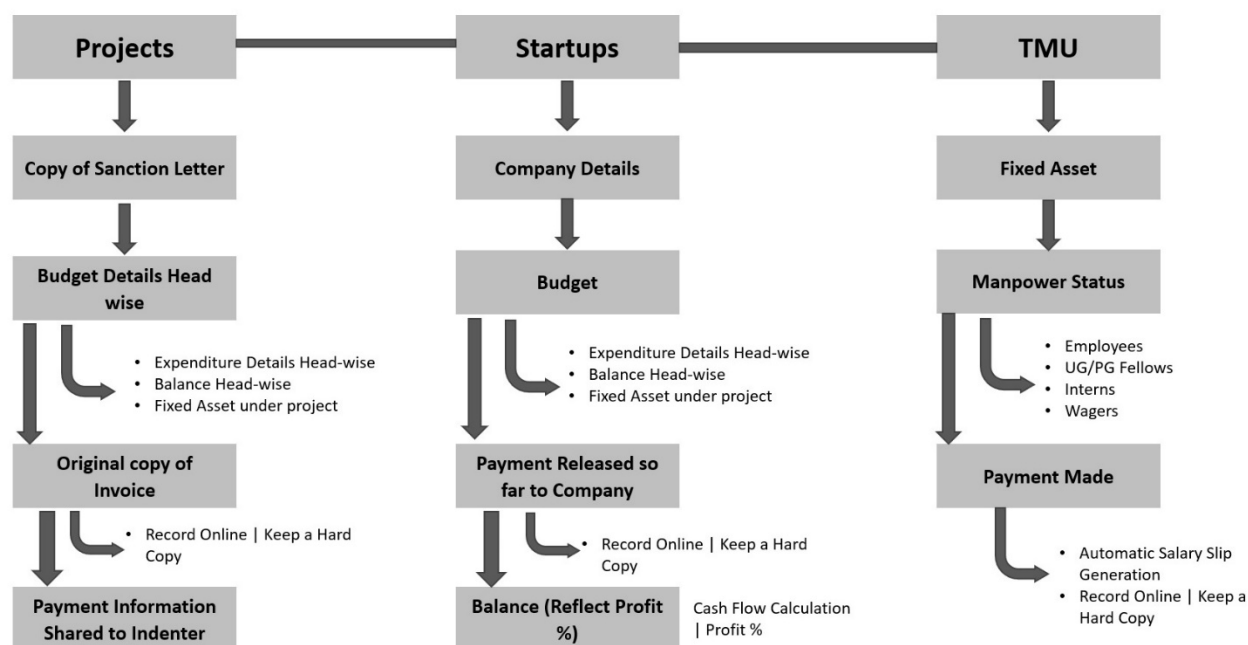 Projects
Startups
TMU
Copy of Sanction Letter
Company Details
Fixed Asset
Budget Details Head
wise
Budget
Manpower Status
• Expenditure Details Head-wise
• Balance Head-wise
• Fixed Asset under project
• Expenditure Details Head-wise
• Balance Head-wise
• Fixed Asset under project
• Employees
• UG/PG Fellows
• Interns
• Wagers
Original copy of
Invoice
Payment Released so
far to Company
Payment Made
• Record Online | Keep a Hard
Copy
• Record Online | Keep a Hard
Copy
• Automatic Salary Slip
Generation
• Record Online | Keep a
Hard Copy
Payment Information
Shared to Indenter
Balance (Reflect Profit
%)
Cash Flow Calculation
| Profit %